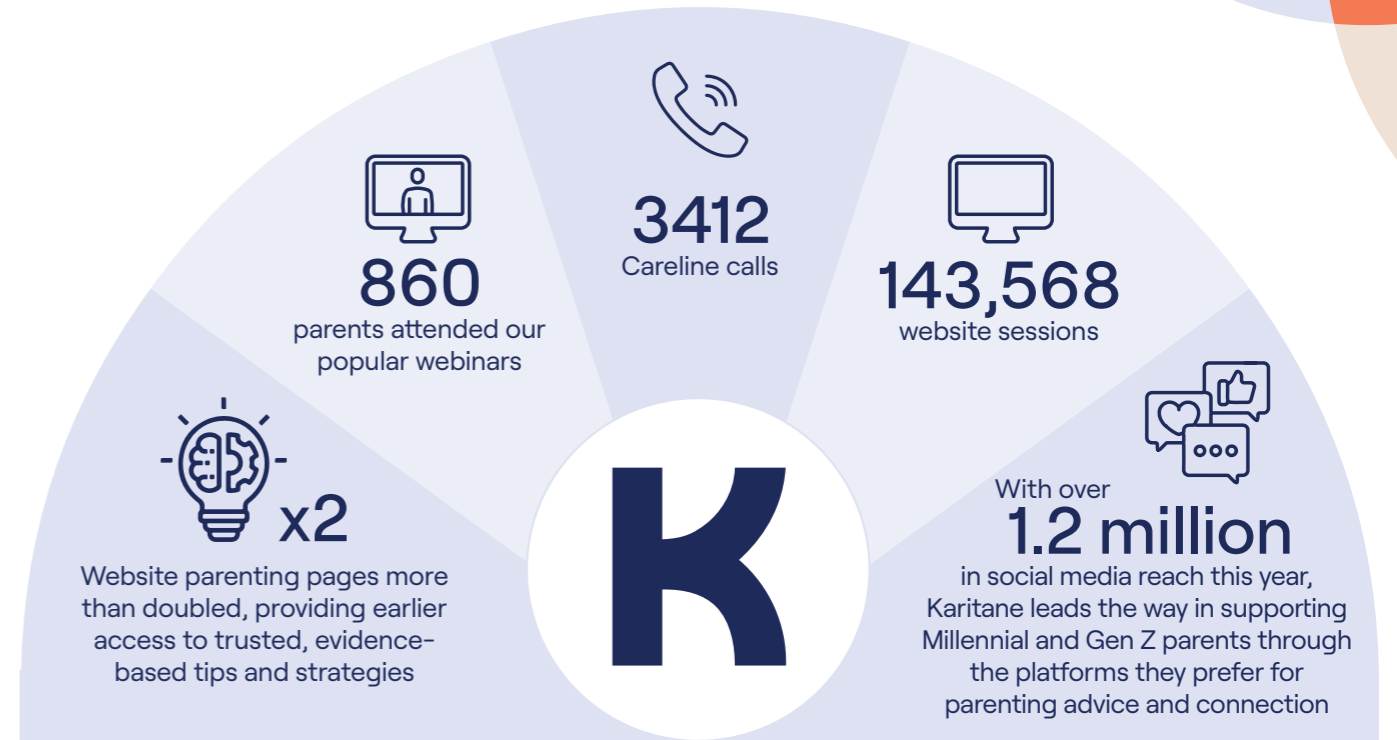 x2
Website parenting pages more
than doubled, providing earlier
access to trusted, evidence-
based tips and strategies
860
parents attended our
popular webinars
3412
Careline calls
143,568
website sessions
With over
1.2 million
in social media reach this year,
Karitane leads the way in supporting
Millennial and Gen Z parents through
the platforms they prefer for
parenting advice and connection
K